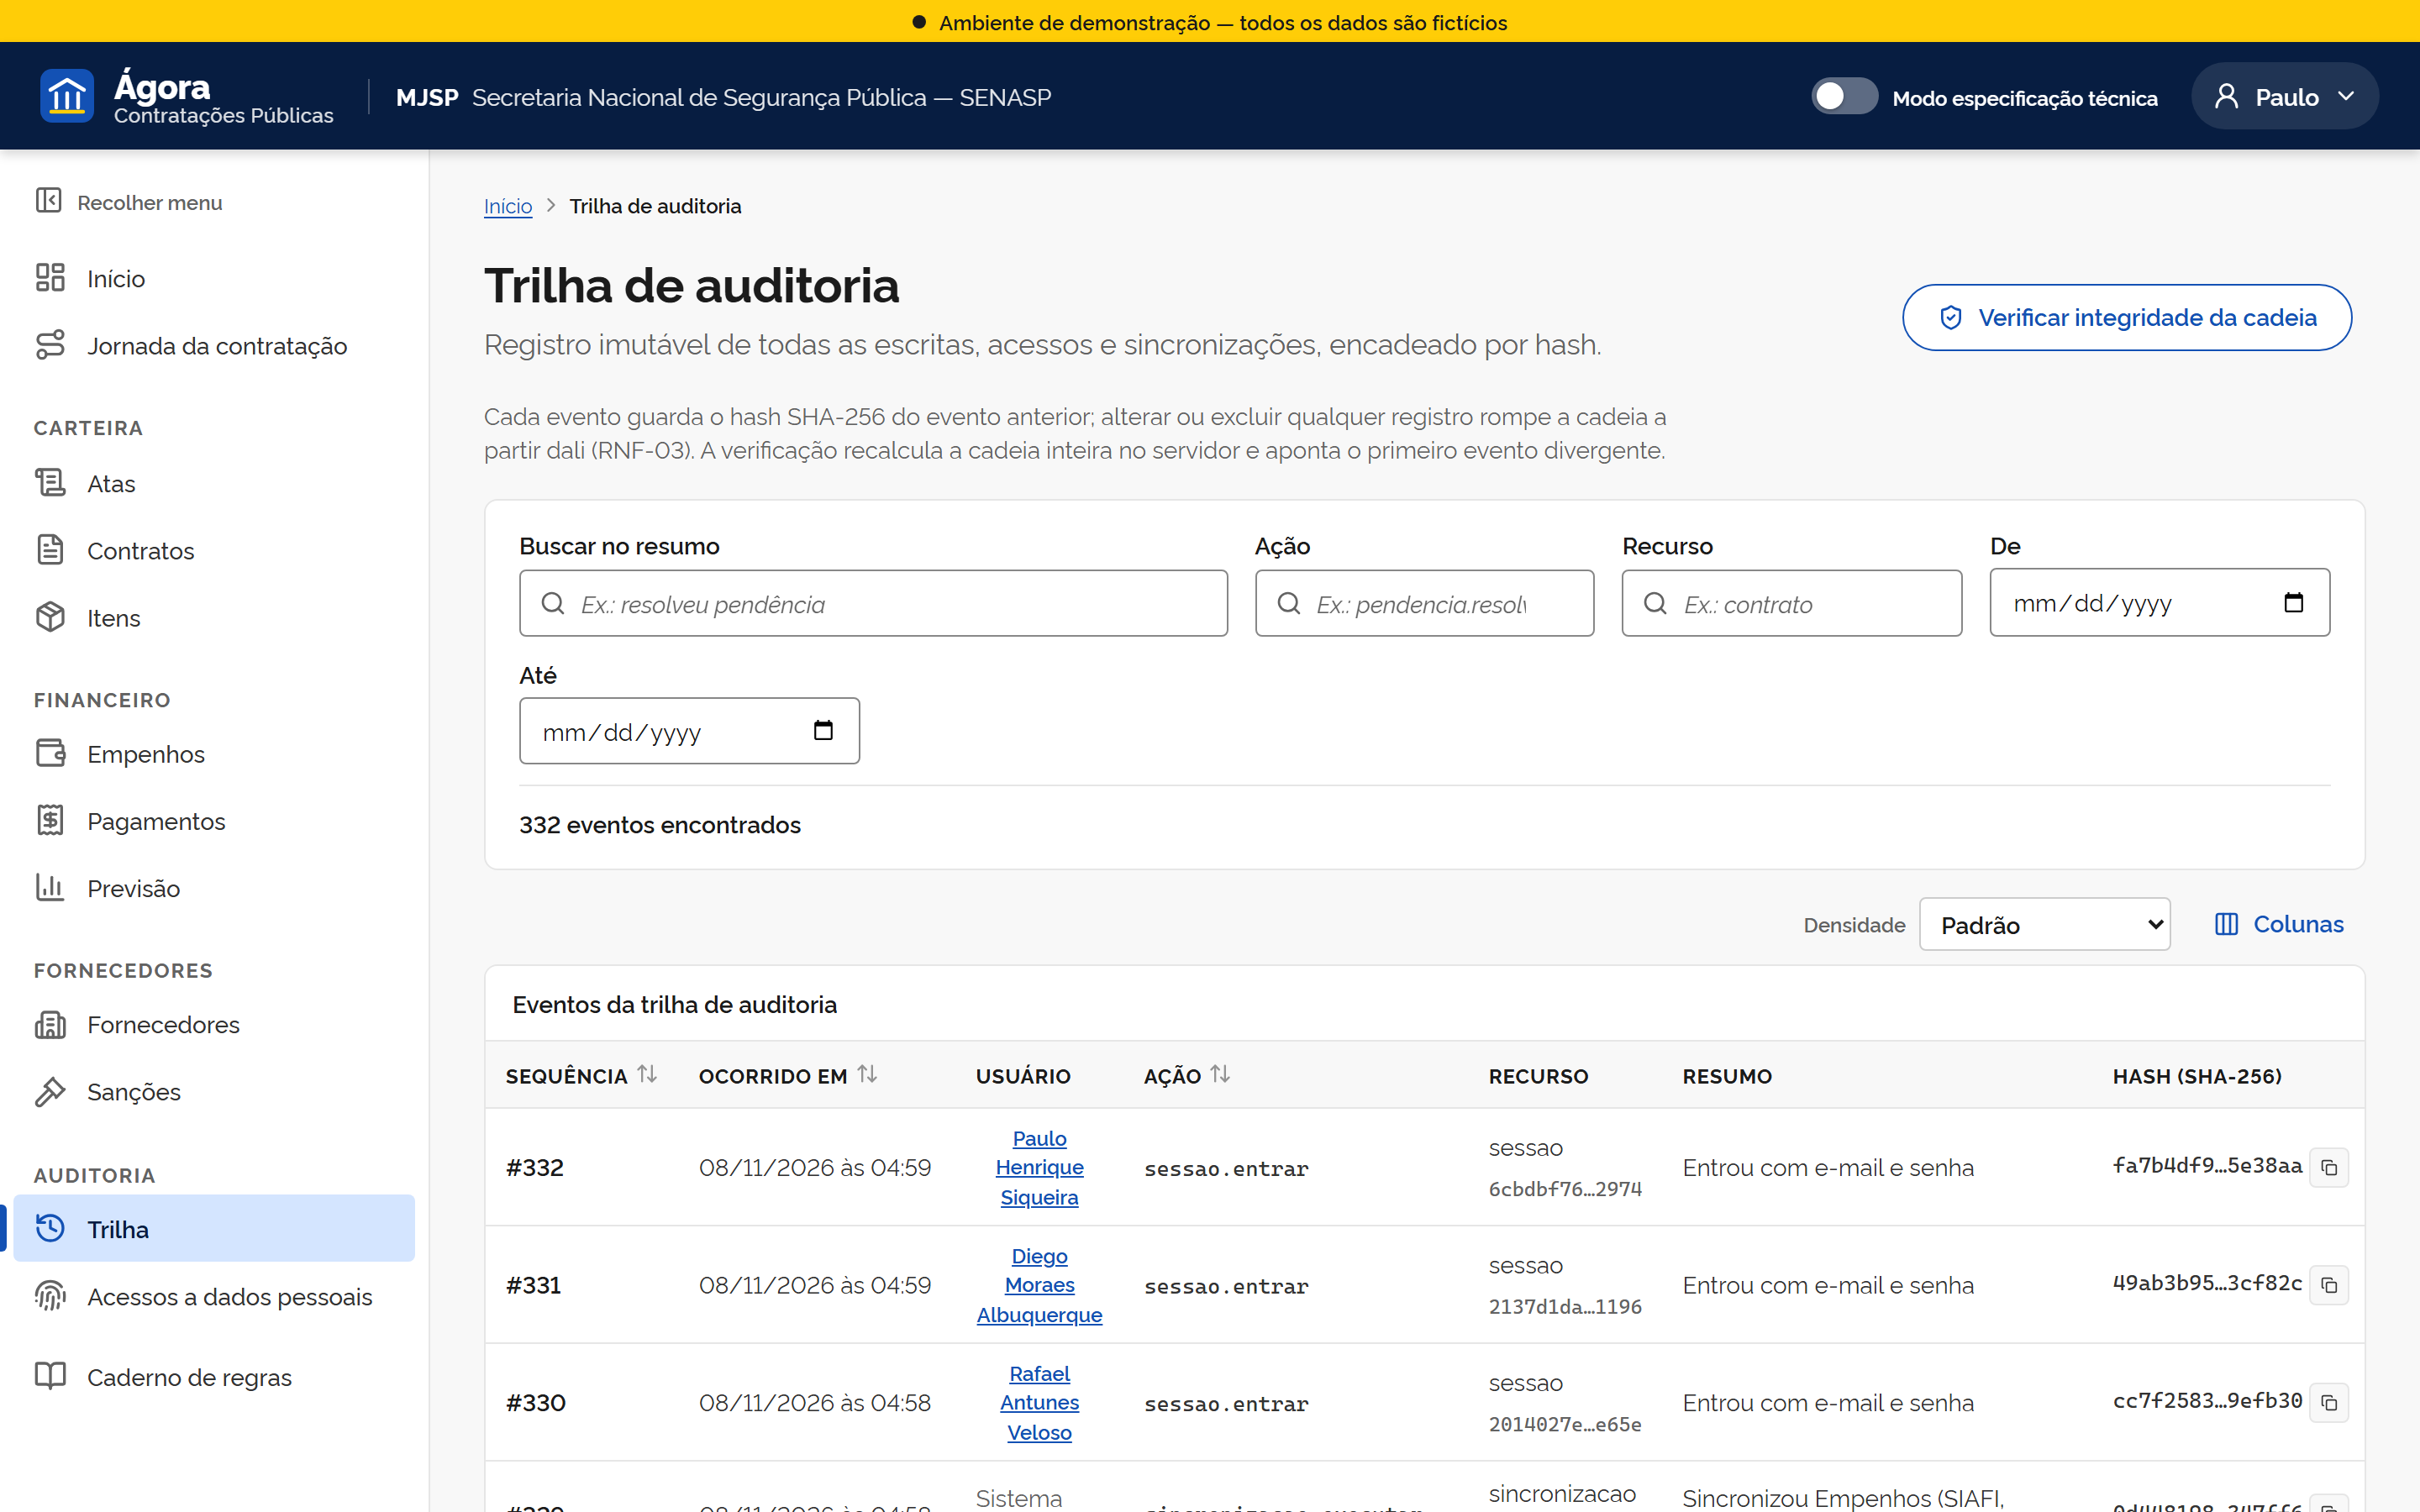 Ambiente de demonstração — todos os dados são fictícios
Ágora
Contratações Públicas
MJSP Secretaria Nacional de Segurança Pública — SENASP
Modo especificação técnica
Paulo
Recolher menu
Início
Jornada da contratação
CARTEIRA
Atas
Contratos
Itens
FINANCEIRO
Empenhos
Pagamentos
Previsão
FORNECEDORES
Fornecedores
Sanções
AUDITORIA
Trilha
Acessos a dados pessoais
Caderno de regras
Início > Trilha de auditoria
Trilha de auditoria
Registro imutável de todas as escritas, acessos e sincronizações, encadeado por hash.
Verificar integridade da cadeia
Cada evento guarda o hash SHA-256 do evento anterior; alterar ou excluir qualquer registro rompe a cadeia a
partir dali (RNF-03). A verificação recalcula a cadeia inteira no servidor e aponta o primeiro evento divergente.
Buscar no resumo
Ex.: resolveu pendência
Ação
Ex.: pendencia.resol
Recurso
Ex.: contrato
De
mm/dd/yyyy
Até
mm/dd/yyyy
332 eventos encontrados
Densidade
Padrão
Colunas
Eventos da trilha de auditoria
SEQUÊNCIA OCORRIDO EM USUÁRIO AÇÃO RECURSO RESUMO HASH (SHA-256)
#332
08/11/2026 às 04:59
Paulo
Henrique
Siqueira
sessao.entrar
sessao
6cbdbf76…2974
Entrou com e-mail e senha
fa7b4df9…5e38aa
#331
08/11/2026 às 04:59
Diego
Moraes
Albuquerque
sessao.entrar
sessao
2137d1da…1196
Entrou com e-mail e senha
49ab3b95…3cf82c
#330
08/11/2026 às 04:58
Rafael
Antunes
Veloso
sessao.entrar
sessao
2014027e…e65e
Entrou com e-mail e senha
cc7f2583…9efb30
Sistema
sincronizacao
Sincronizou Empenhos (SIAFI,